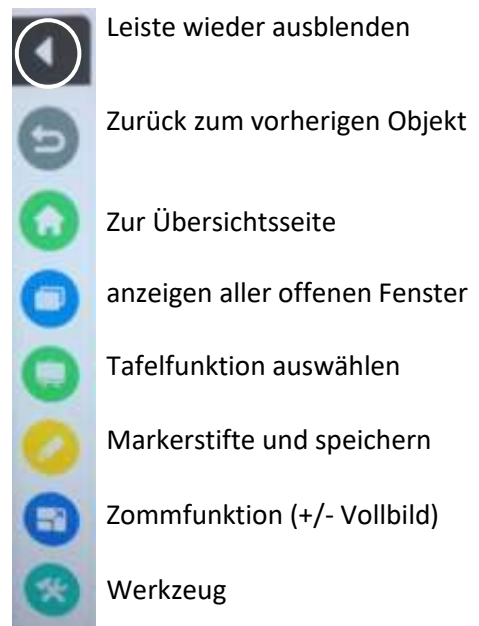 Leiste wieder ausblenden
Zurück zum vorherigen Objekt
Zur Übersichtsseite
anzeigen aller offenen Fenster
Tafelfunktion auswählen
Markerstifte und speichern
Zommfunktion (+/- Vollbild)
Werkzeug